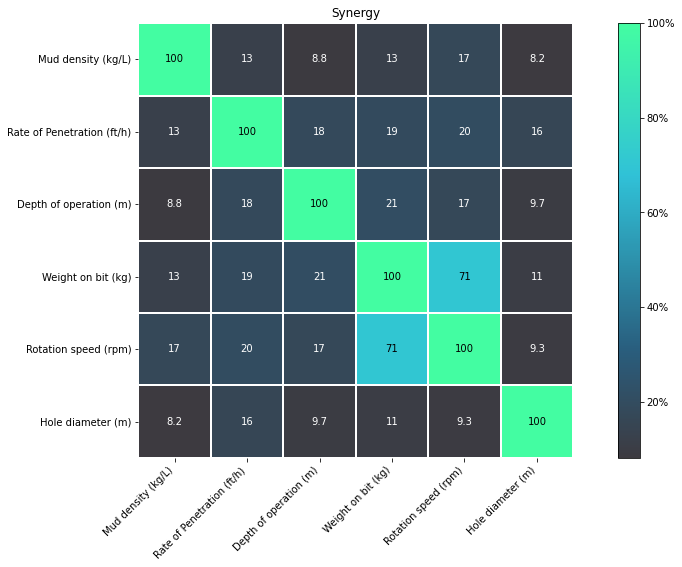 Synergy
Mud density (kg/L) 100 13 8.8 13 17 8.2
Rate of Penetration (ft/h) 13 100 18 19 20 16
Depth of operation (m) 8.8 18 100 21 17 9.7
Weight on bit (kg) 13 19 21 100 71 11
Rotation speed (rpm) 17 20 17 71 100 9.3
Hole diameter (m) 8.2 16 9.7 11 9.3 100
Mud density (kg/L)
Rate of Penetration (ft/h)
Depth of operation (m)
Weight on bit (kg)
Rotation speed (rpm)
Hole diameter (m)
100%
80%
60%
40%
20%